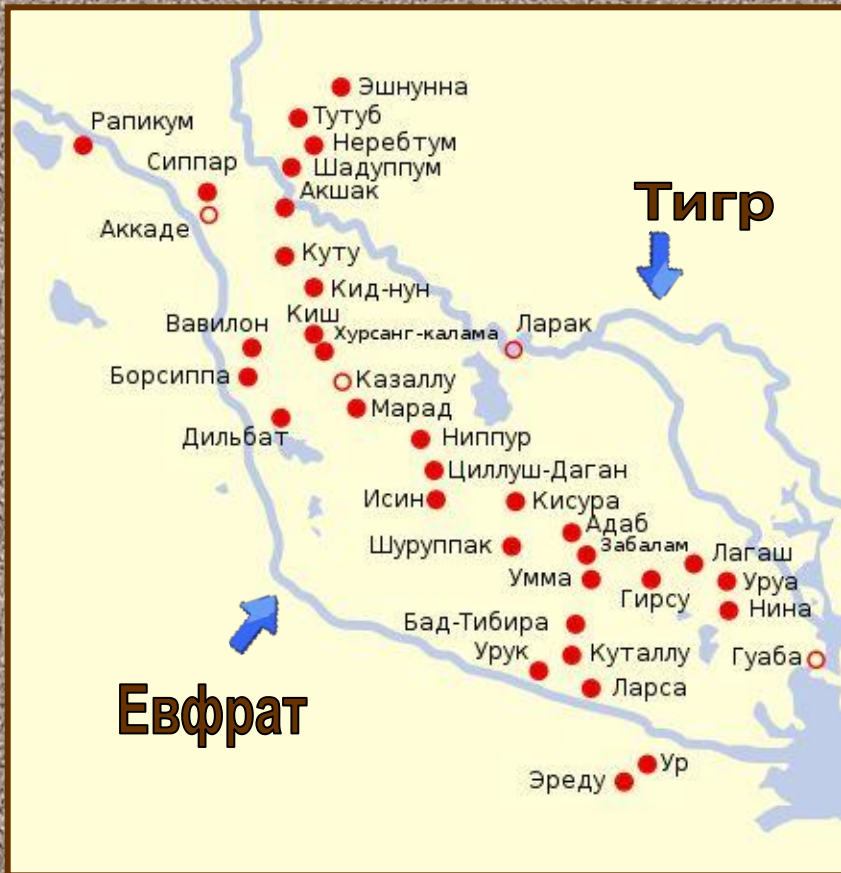 Эшнунна
Тутуб
Рапикум
Неребтум
Сиппар
Шадуппум
Акшак
Тигр
Аккаде
Куту
Кид-нун
Киш
Вавилон
Хурсанг-калама
Ларак
Борсиппа
Казаллу
Марад
Дильбат
Ниппур
Циллуш-Даган
Исин
Кисура
Адаб
Шуруппак
Забалам
Лагаш
Умма
Уруа
Гирсу
Нина
Бад-Тибира
Урук
Куталлу
Гуаба
Ларса
Евфрат
Ур
Эреду